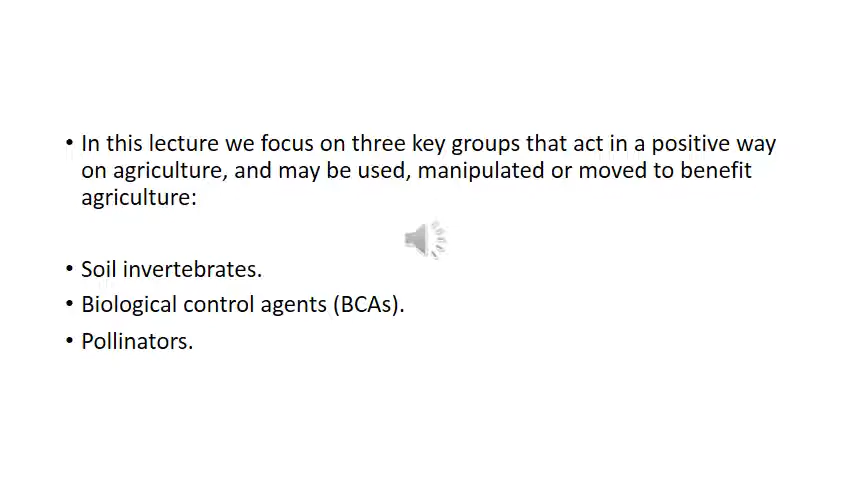 • In this lecture we focus on three key groups that act in a positive way
on agriculture, and may be used, manipulated or moved to benefit
agriculture:
• Soil invertebrates.
• Biological control agents (BCAs).
• Pollinators.